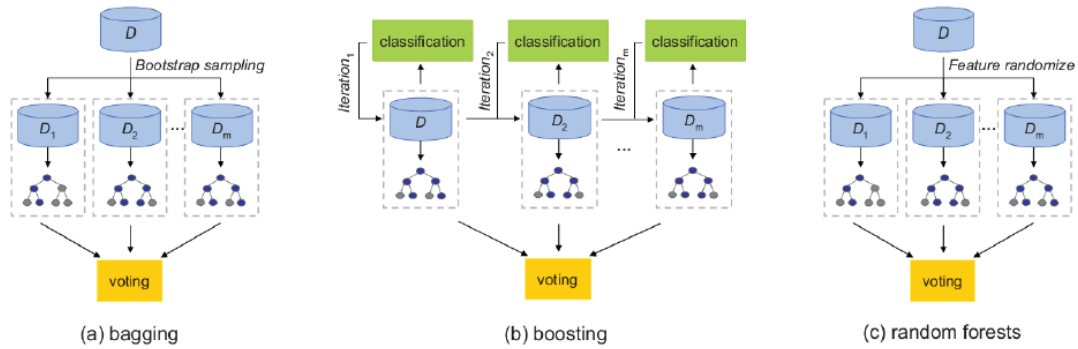 D
Bootstrap sampling
D1
D2
...
Dm
voting
(a) bagging
classification
classification
classification
Iteration1
Iteration2
Iterationm
D
D2
Dm
...
voting
(b) boosting
D
Feature randomize
D1
D2
...
Dm
voting
(c) random forests